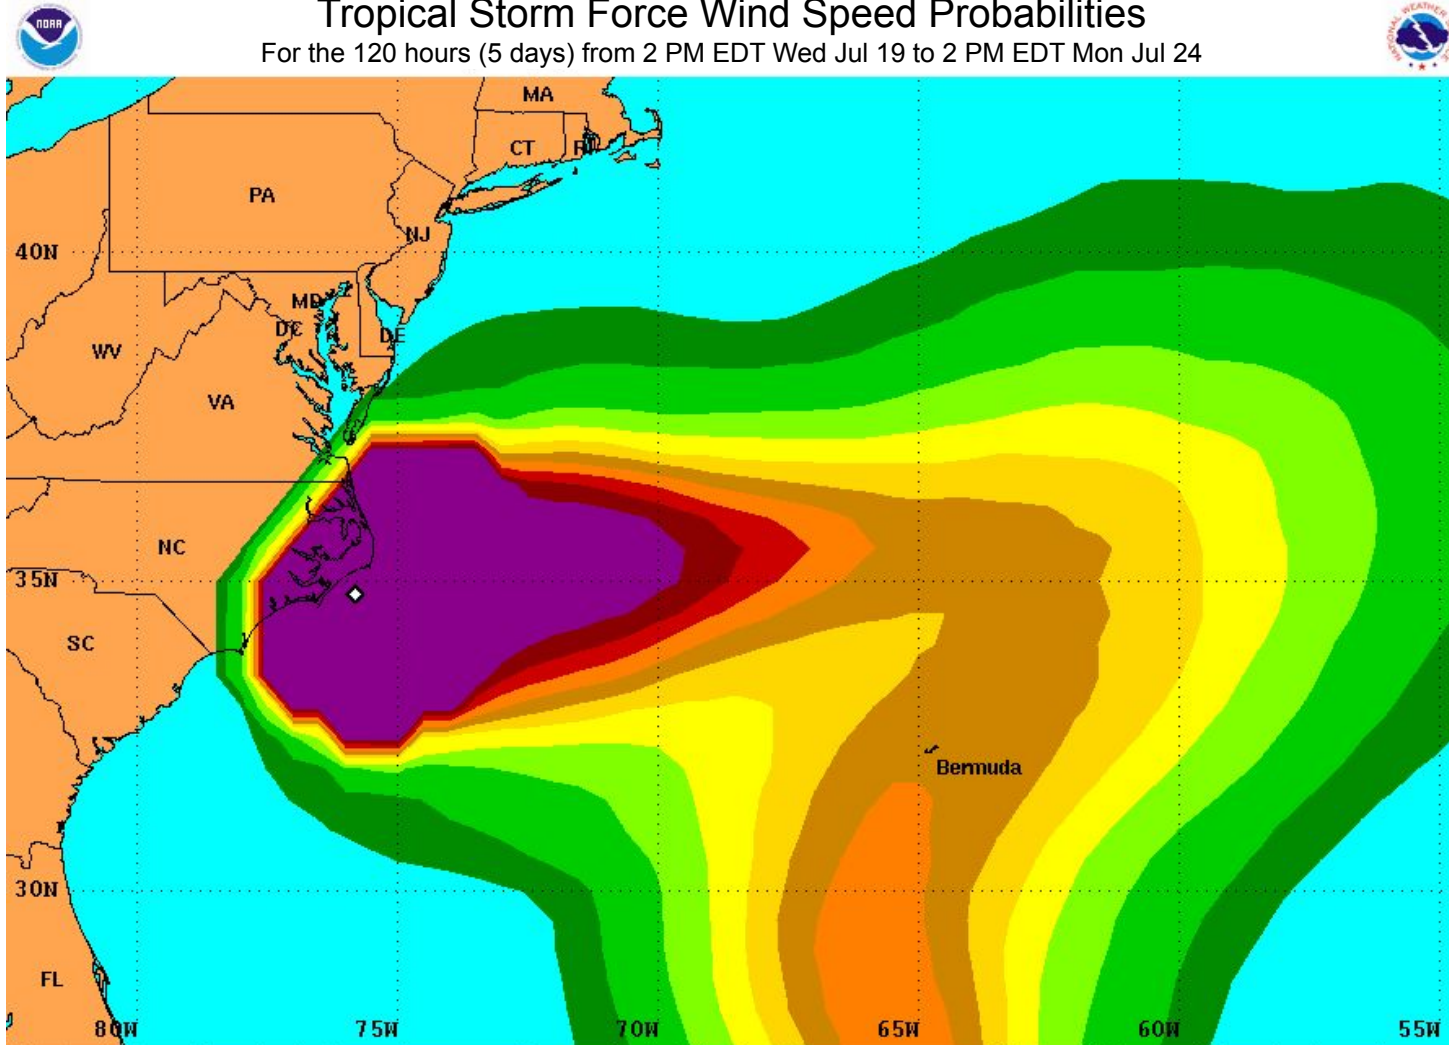 Tropical Storm Force Wind Speed Probabilities
For the 120 hours (5 days) from 2 PM EDT Wed Jul 19 to 2 PM EDT Mon Jul 24
NOAA
NATIONAL WEATHER
MA
CT
RI
PA
NJ
40N
MD
DC
DE
WV
VA
NC
35N
SC
Bermuda
30N
FL
80W
75W
70W
65W
60W
55W